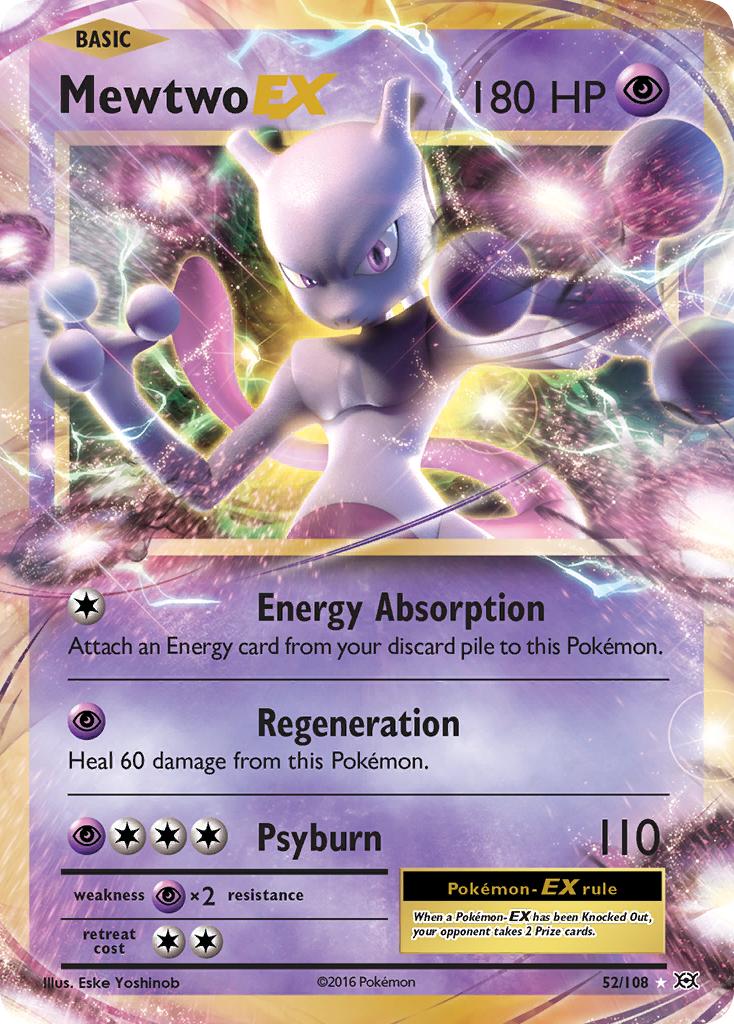 BASIC
Mewtwo EX 180 HP
Energy Absorption
Attach an Energy card from your discard pile to this Pokémon.
Regeneration
Heal 60 damage from this Pokémon.
Psyburn 110
weakness ×2 resistance
retreat
cost
Pokémon-EX rule
When a Pokémon-EX has been Knocked Out,
your opponent takes 2 Prize cards.
Illus. Eske Yoshinob ©2016 Pokémon 52/108